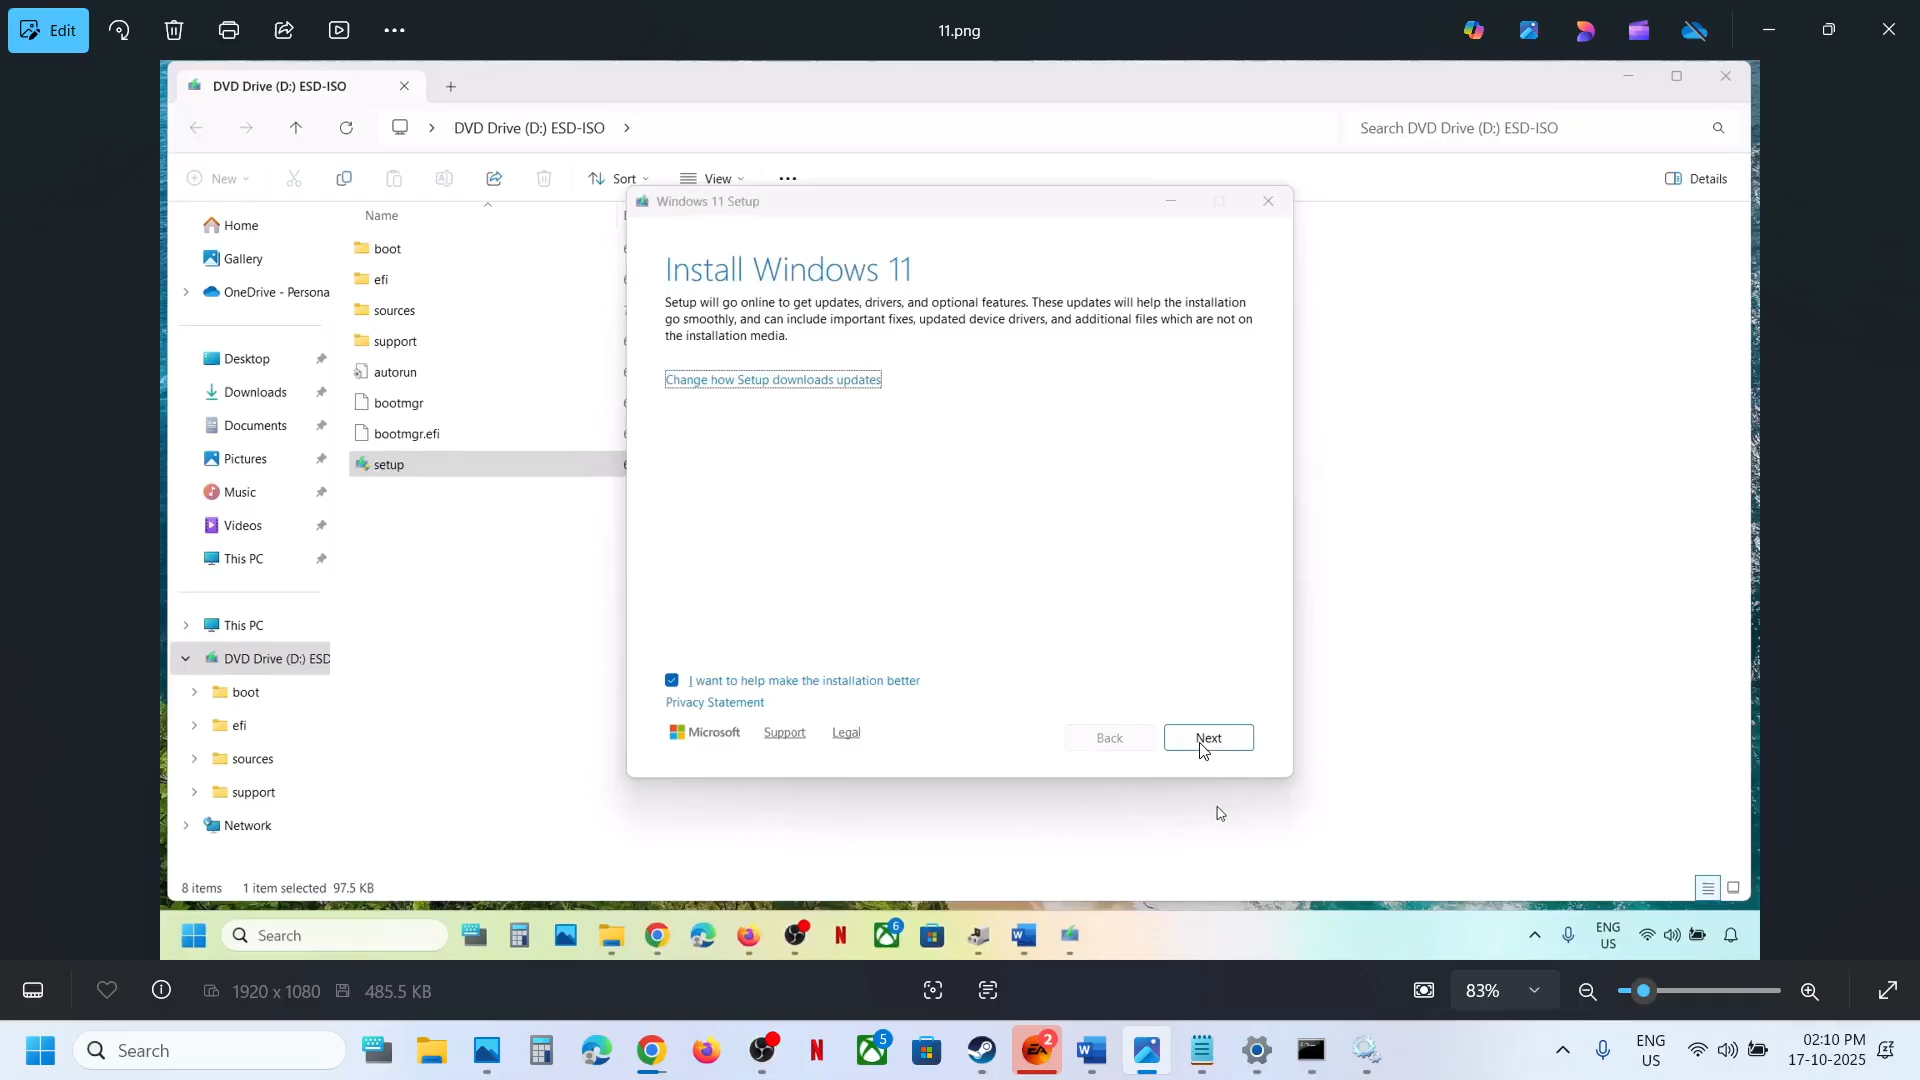 Edit
11.png
DVD Drive (D:) ESD-ISO
DVD Drive (D:) ESD-ISO
Search DVD Drive (D:) ESD-ISO
New
Sort
View
Details
Home
Gallery
OneDrive - Persona
Desktop
Downloads
Documents
Pictures
Music
Videos
This PC
This PC
DVD Drive (D:) ESD
boot
efi
sources
support
Network
Name
boot
efi
sources
support
autorun
bootmgr
bootmgr.efi
setup
Windows 11 Setup
Install Windows 11
Setup will go online to get updates, drivers, and optional features. These updates will help the installation
go smoothly, and can include important fixes, updated device drivers, and additional files which are not on
the installation media.
Change how Setup downloads updates
I want to help make the installation better
Privacy Statement
Microsoft Support Legal
Back Next
8 items 1 item selected 97.5 KB
Search
6
ENG
US
1920 x 1080 485.5 KB
83%
Search
5
2
ENG
US
02:10 PM
17-10-2025